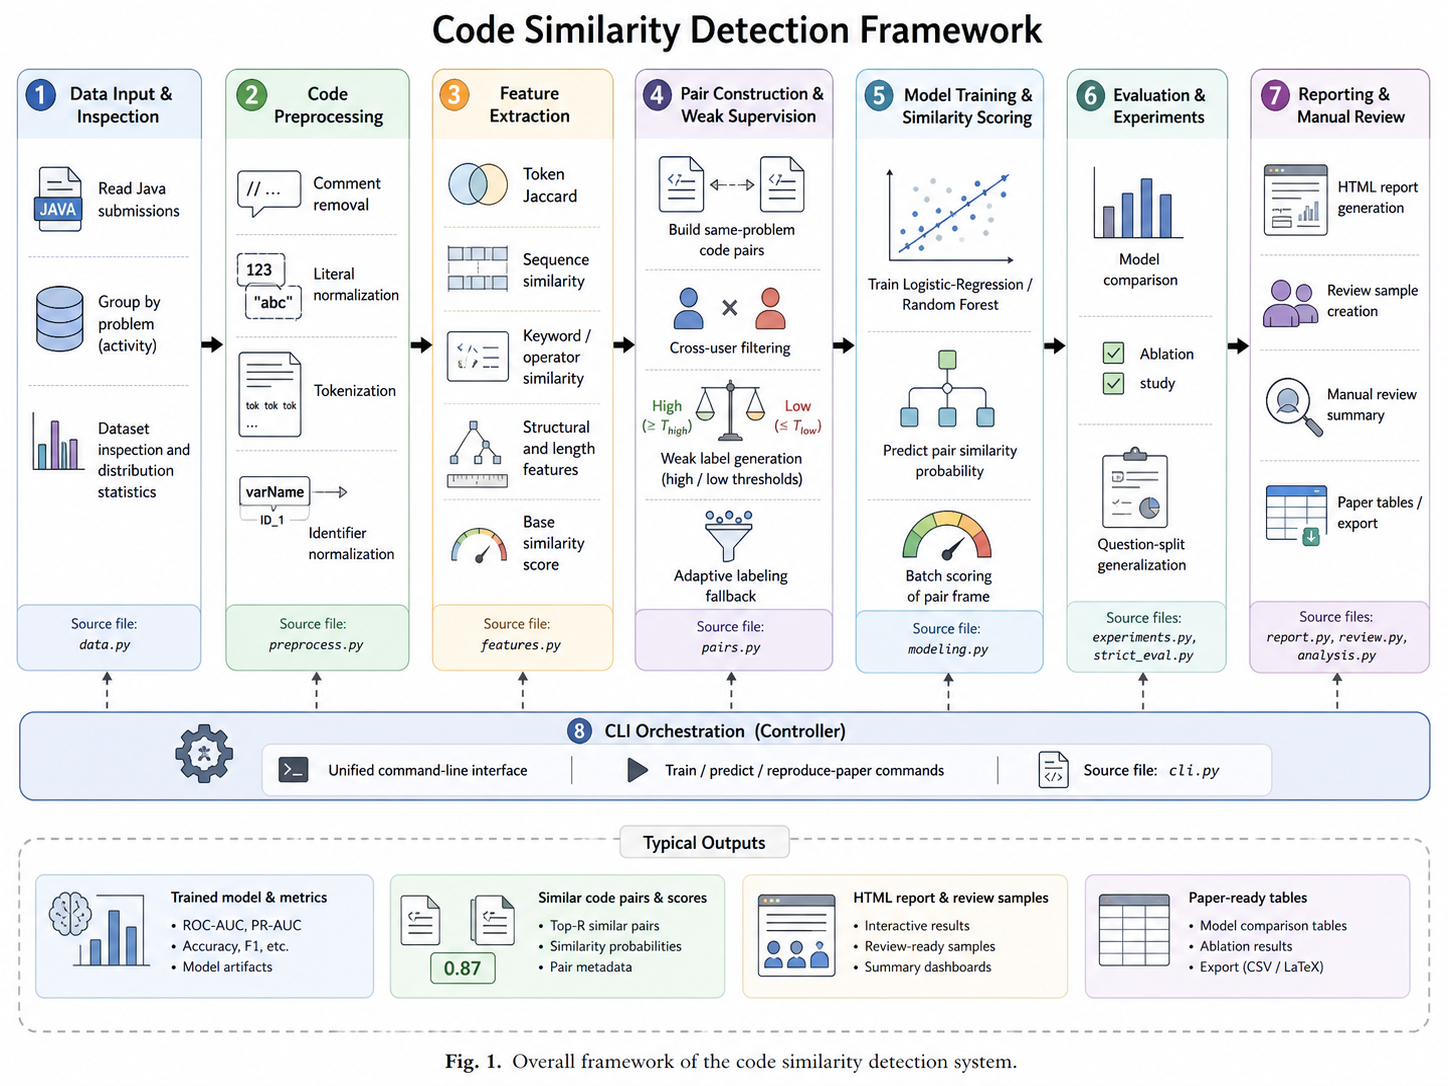 Code Similarity Detection Framework
1
Data Input &
Inspection
JAVA
Read Java
submissions
Group by
problem
(activity)
Dataset
inspection and
distribution
statistics
Source file:
data.py
2
Code
Preprocessing
// ...
Comment
removal
123
"abc"
Literal
normalization
tok tok tok
...
Tokenization
varName
ID_1
Identifier
normalization
Source file:
preprocess.py
3
Feature
Extraction
Token
Jaccard
Sequence
similarity
Keyword /
operator
similarity
Structural
and length
features
Base
similarity
score
Source file:
features.py
4
Pair Construction &
Weak Supervision
Build same-problem
code pairs
Cross-user filtering
High
(≥ T_high)
Low
(≤ T_low)
Weak label generation
(high / low thresholds)
Adaptive labeling
fallback
Source file:
pairs.py
5
Model Training &
Similarity Scoring
Train Logistic-Regression /
Random Forest
Predict pair similarity
probability
Batch scoring
of pair frame
Source file:
modeling.py
6
Evaluation &
Experiments
Model
comparison
Ablation
study
Question-split
generalization
Source files:
experiments.py,
strict_eval.py
7
Reporting &
Manual Review
HTML report
generation
Review sample
creation
Manual review
summary
Paper tables /
export
Source files:
report.py, review.py,
analysis.py
8 CLI Orchestration (Controller)
Unified command-line interface
Train / predict / reproduce-paper commands
</>
Source file: cli.py
Typical Outputs
Trained model & metrics
• ROC-AUC, PR-AUC
• Accuracy, F1, etc.
• Model artifacts
0.87
Similar code pairs & scores
• Top-R similar pairs
• Similarity probabilities
• Pair metadata
HTML report & review samples
• Interactive results
• Review-ready samples
• Summary dashboards
Paper-ready tables
• Model comparison tables
• Ablation results
• Export (CSV / LaTeX)
Fig. 1. Overall framework of the code similarity detection system.